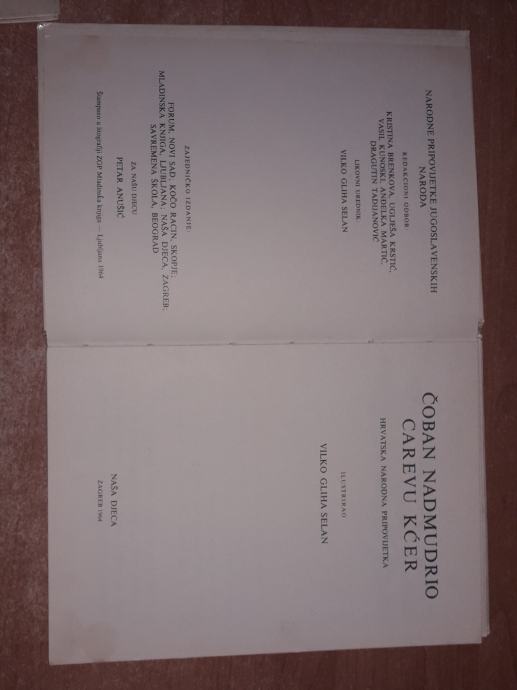 NARODNE PRIPOVIJETKE JUGOSLAVENSKIH
NARODA
REDAKCIONI ODBOR:
KRISTINA BRENKOVA, UGLJEŠA KRSTIĆ,
VASIL KUNOSKI, ANĐELKA MARTIĆ,
DRAGUTIN TADIJANOVIĆ
LIKOVNI UREDNIK:
VILKO GLIHA SELAN
ZAJEDNIČKO IZDANJE:
FORUM, NOVI SAD; KOČO RACIN, SKOPJE;
MLADINSKA KNJIGA, LJUBLJANA; NAŠA DJECA, ZAGREB;
SAVREMENA ŠKOLA, BEOGRAD
ZA NAŠU DJECU
PETAR ANUŠIĆ
Štampano u litografiji ZGP Mladinska knjiga — Ljubljana 1964
ČOBAN NADMUDRIO
CAREVU KĆER
HRVATSKA NARODNA PRIPOVIJETKA
ILUSTRIRAO
VILKO GLIHA SELAN
NAŠA DJECA
ZAGREB 1964